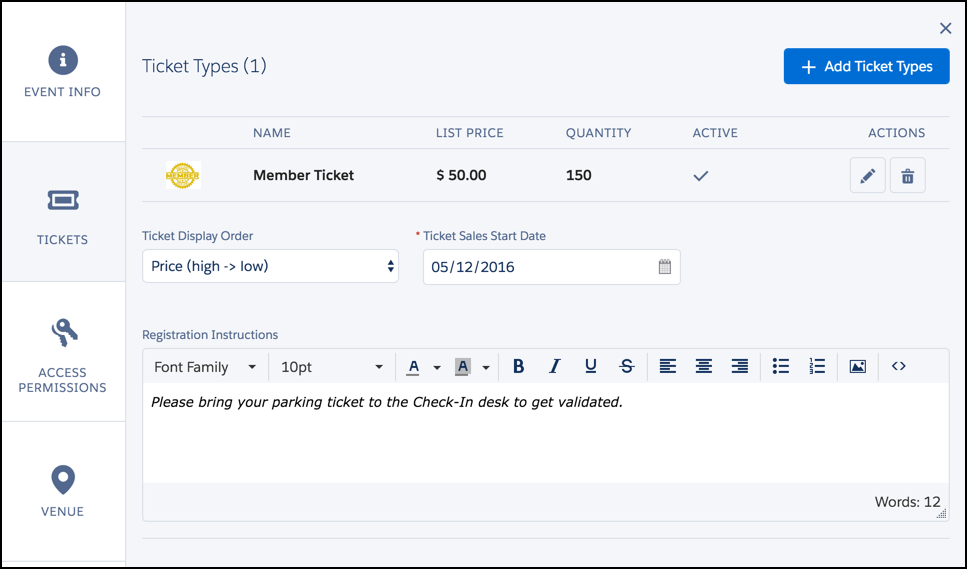 EVENT INFO
TICKETS
ACCESS
PERMISSIONS
VENUE
Ticket Types (1)
Add Ticket Types
NAME LIST PRICE QUANTITY ACTIVE ACTIONS
MEMBER
Member Ticket $ 50.00 150
Ticket Display Order * Ticket Sales Start Date
Price (high -> low) 05/12/2016
Registration Instructions
Font Family 10pt A A B I U S
Please bring your parking ticket to the Check-In desk to get validated.
Words: 12